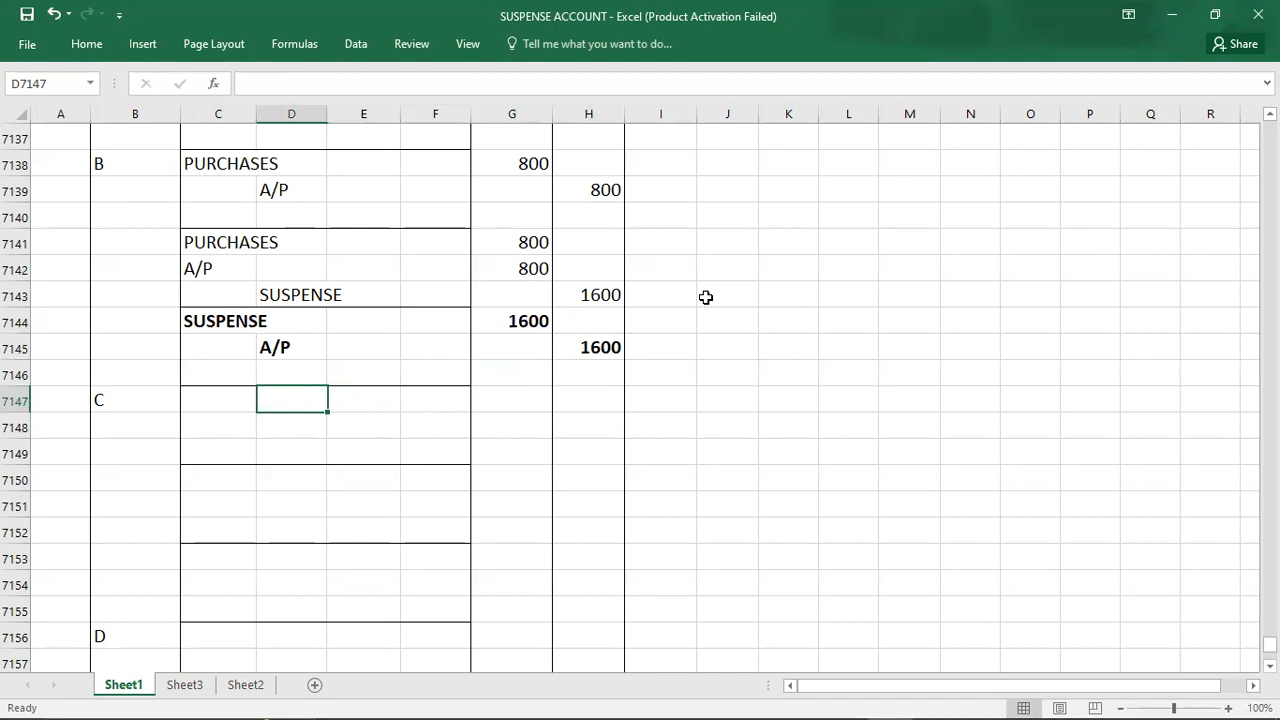 SUSPENSE ACCOUNT - Excel (Product Activation Failed)
File Home Insert Page Layout Formulas Data Review View Tell me what you want to do... Share
D7147 fx
A B C D E F G H I J K L M N O P Q R
7137
7138 B PURCHASES 800
7139 A/P 800
7140
7141 PURCHASES 800
7142 A/P 800
7143 SUSPENSE 1600
7144 SUSPENSE 1600
7145 A/P 1600
7146
7147 C
7148
7149
7150
7151
7152
7153
7154
7155
7156 D
7157
Sheet1 Sheet3 Sheet2
Ready 100%